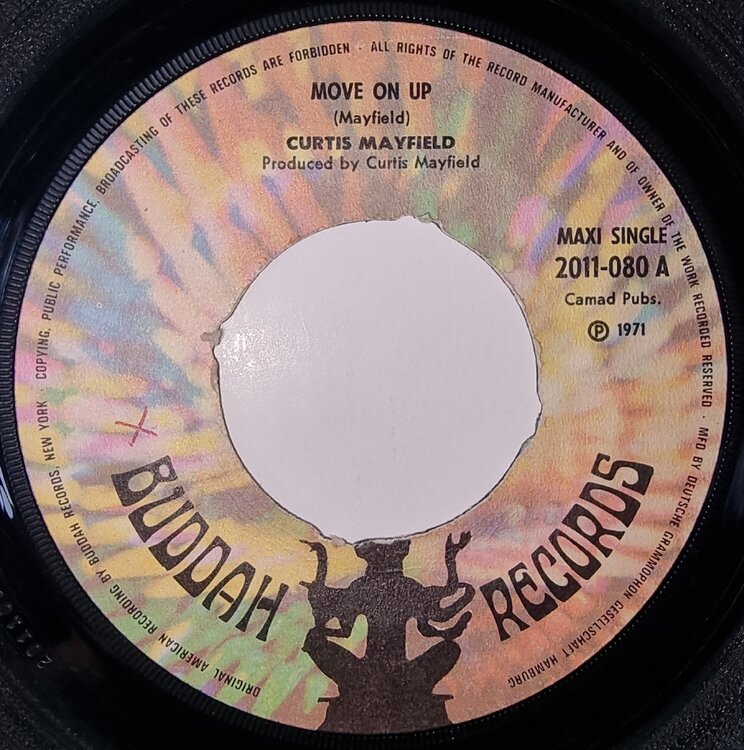 MOVE ON UP
(Mayfield)
CURTIS MAYFIELD
Produced by Curtis Mayfield
MAXI SINGLE
2011-080 A
Camad Pubs.
Ⓟ 1971
BUDDAH RECORDS
ORIGINAL AMERICAN RECORDING BY BUDDAH RECORDS, NEW YORK · COPYING, PUBLIC PERFORMANCE, BROADCASTING OF THESE RECORDS ARE FORBIDDEN · ALL RIGHTS OF THE RECORD MANUFACTURER AND OF OWNER OF THE WORK RECORDED RESERVED · MFD BY DEUTSCHE GRAMMOPHON GESELLSCHAFT HAMBURG